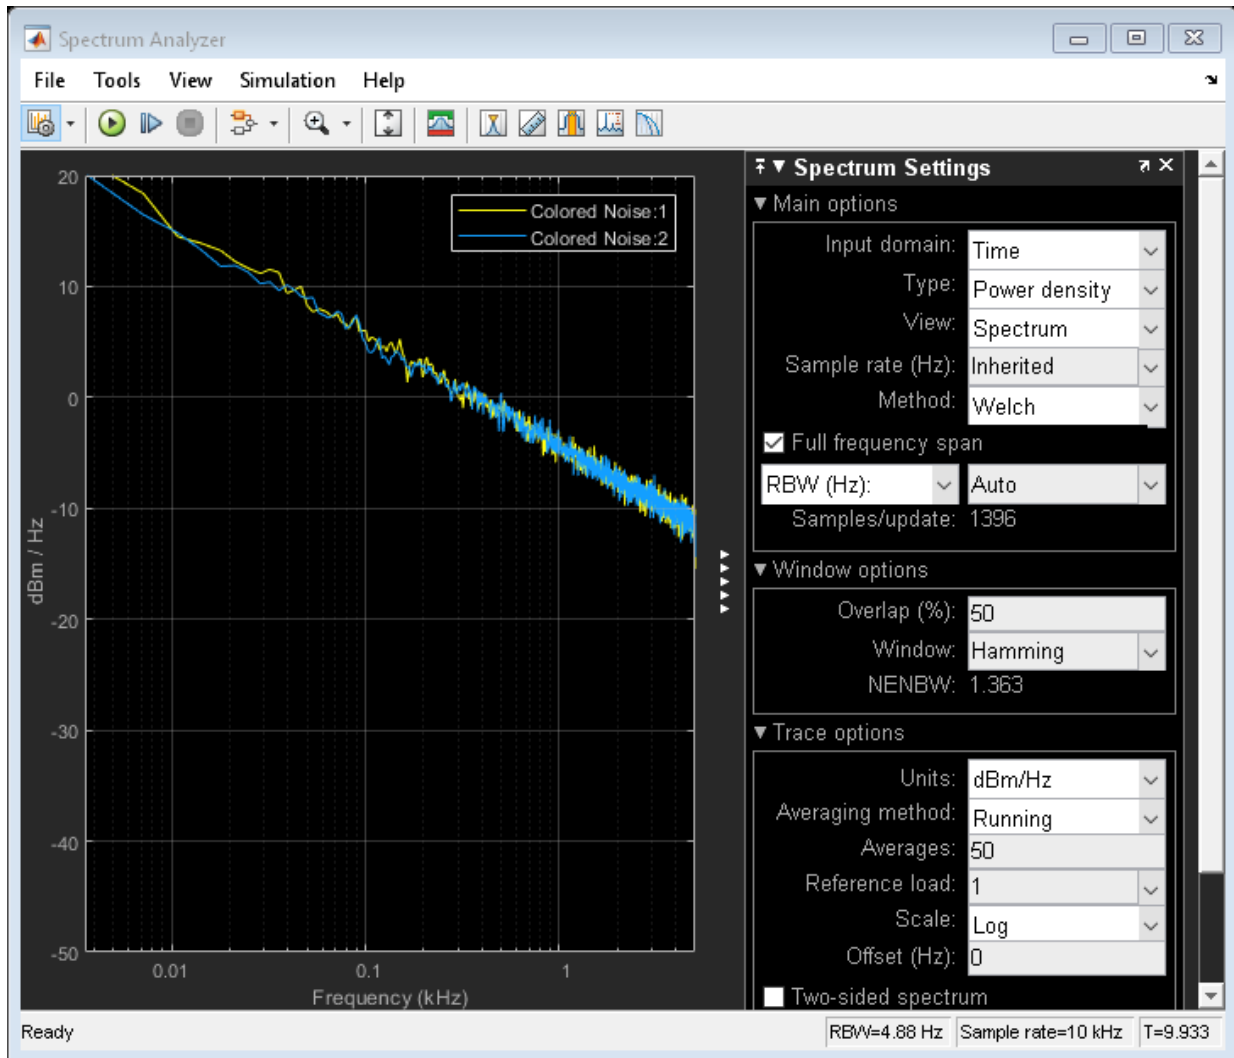 Spectrum Analyzer
File Tools View Simulation Help
20
10
0
-10
-20
-30
-40
-50
dBm / Hz
0.01 0.1 1
Frequency (kHz)
Colored Noise:1
Colored Noise:2
Spectrum Settings
Main options
Input domain: Time
Type: Power density
View: Spectrum
Sample rate (Hz): Inherited
Method: Welch
Full frequency span
RBW (Hz): Auto
Samples/update: 1396
Window options
Overlap (%): 50
Window: Hamming
NENBW: 1.363
Trace options
Units: dBm/Hz
Averaging method: Running
Averages: 50
Reference load: 1
Scale: Log
Offset (Hz): 0
Two-sided spectrum
Ready RBW=4.88 Hz Sample rate=10 kHz T=9.933